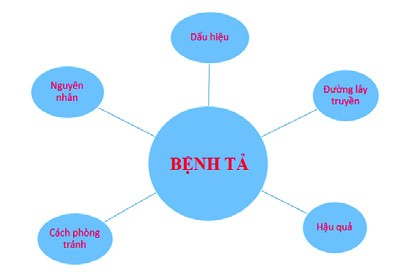 Dấu hiệu
Nguyên
nhân
Đường lây
truyền
BỆNH TẢ
Cách phòng
tránh
Hậu quả